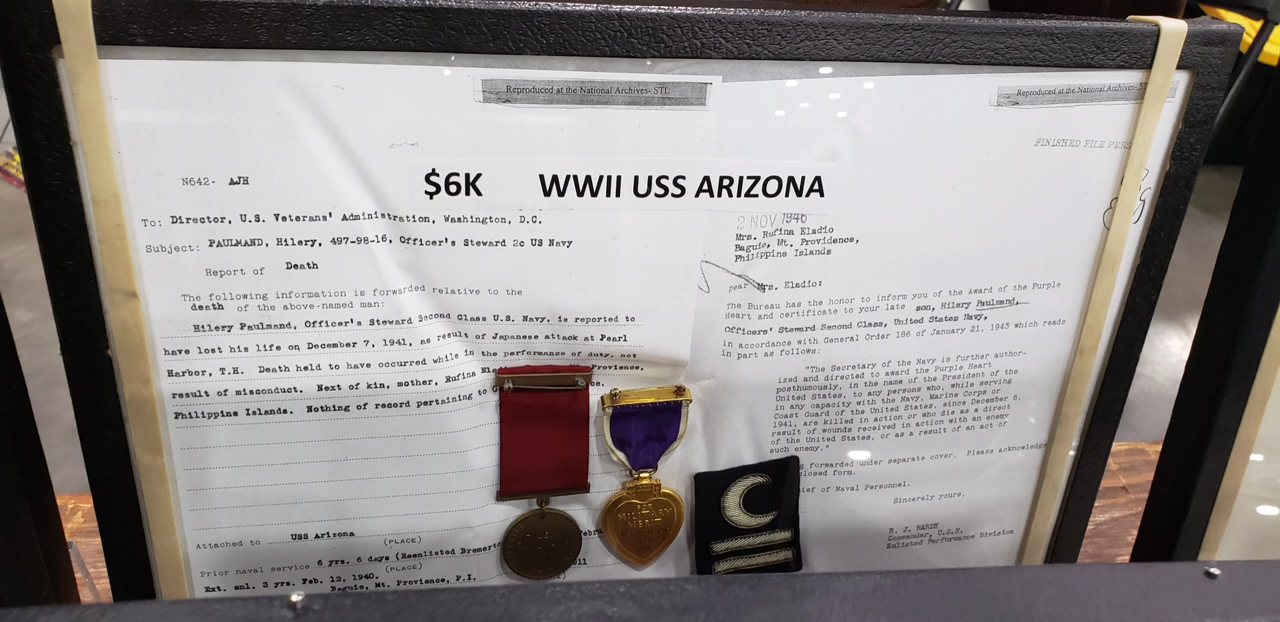 Reproduced at the National Archives- STL
Reproduced at the National Archives- S
FINISHED FILE PERS
$6K WWII USS ARIZONA
N642- AJH
To: Director, U.S. Veterans' Administration, Washington, D.C.
Subject: PAULMAND, Hilery, 497-98-16, Officer's Steward 2c US Navy
Report of Death
The following information is forwarded relative to the
death of the above-named man:
Hilery Paulmand, Officer's Steward Second Class U.S. Navy, is reported to
have lost his life on December 7, 1941, as result of Japanese attack at Pearl
Harbor, T.H. Death held to have occurred while in the performance of duty, not
result of misconduct. Next of kin, mother, Rufina Mt. Provience,
Philippine Islands. Nothing of record pertaining to
Attached to USS Arizona
(PLACE)
Prior naval service 6 yrs. 6 days (Reenlisted Bremerto
(PLACE)
Ext. enl. 3 yrs. Feb. 12, 1940.
Baguio, Mt. Provience, P.I.
2 NOV 1946
Mrs. Rufina Eladio
Baguio, Mt. Providence,
Philippine Islands
Dear Mrs. Eladio:
The Bureau has the honor to inform you of the Award of the Purple
Heart and certificate to your late son, Hilery Paulmand,
Officers' Steward Second Class, United States Navy,
in accordance with General Order 186 of January 21, 1943 which reads
in part as follows:
"The Secretary of the Navy is further author-
ized and directed to award the Purple Heart
posthumously, in the name of the President of the
United States, to any persons who, while serving
in any capacity with the Navy, Marine Corps or
Coast Guard of the United States, since December 6,
1941, are killed in action or who die as a direct
result of wounds received in action with an enemy
of the United States, or as a result of an act of
such enemy."
forwarded under separate cover. Please acknowledge
closed form.
ief of Naval Personnel.
Sincerely yours,
R. J. HARDY
Commander, U.S.N.
Enlisted Performance Division
FOR
MILITARY
MERIT